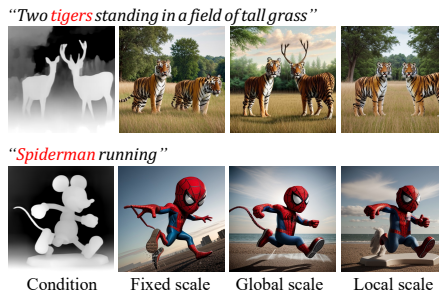 “Two tigers standing in a field of tall grass”
“Spiderman running”
Condition Fixed scale Global scale Local scale